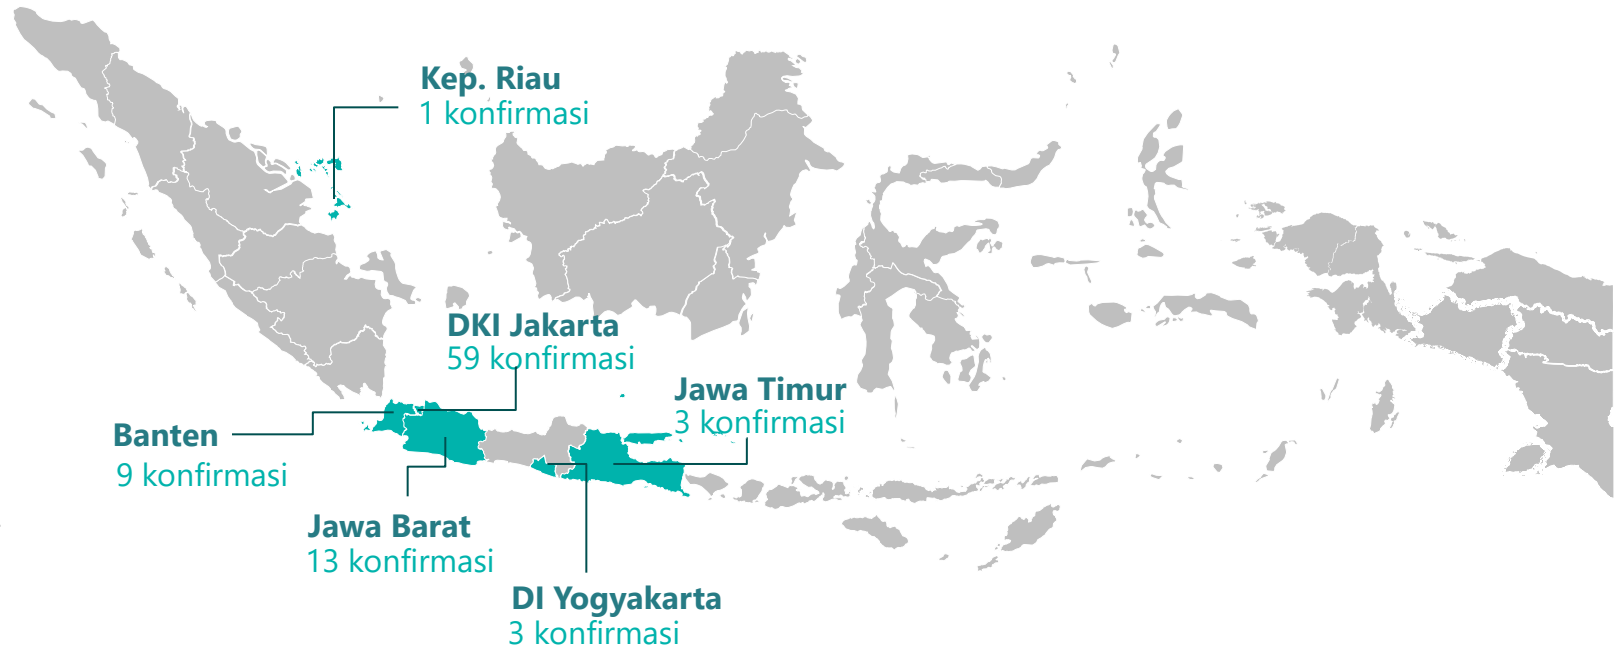 Kep. Riau
1 konfirmasi
DKI Jakarta
59 konfirmasi
Jawa Timur
3 konfirmasi
Banten
9 konfirmasi
Jawa Barat
13 konfirmasi
DI Yogyakarta
3 konfirmasi